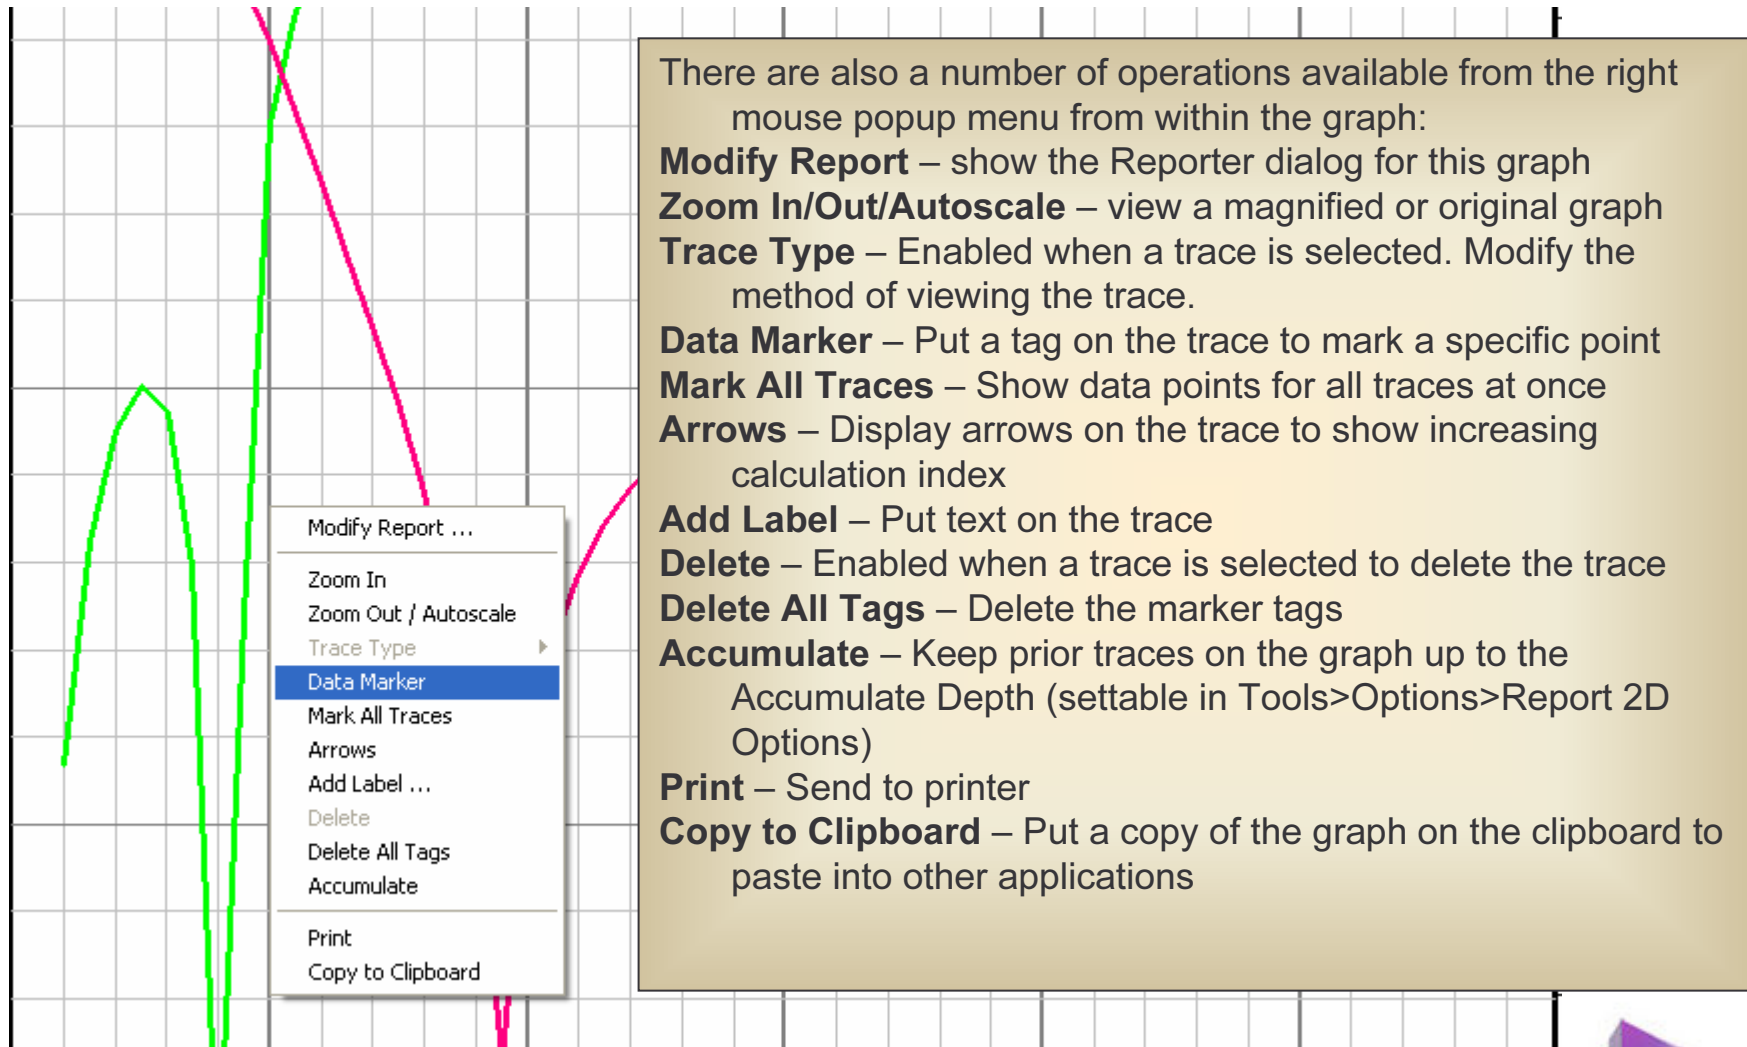 There are also a number of operations available from the right
mouse popup menu from within the graph:
Modify Report – show the Reporter dialog for this graph
Zoom In/Out/Autoscale – view a magnified or original graph
Trace Type – Enabled when a trace is selected. Modify the
method of viewing the trace.
Data Marker – Put a tag on the trace to mark a specific point
Mark All Traces – Show data points for all traces at once
Arrows – Display arrows on the trace to show increasing
calculation index
Add Label – Put text on the trace
Delete – Enabled when a trace is selected to delete the trace
Delete All Tags – Delete the marker tags
Accumulate – Keep prior traces on the graph up to the
Accumulate Depth (settable in Tools>Options>Report 2D
Options)
Print – Send to printer
Copy to Clipboard – Put a copy of the graph on the clipboard to
paste into other applications
Modify Report ...
Zoom In
Zoom Out / Autoscale
Trace Type
Data Marker
Mark All Traces
Arrows
Add Label ...
Delete
Delete All Tags
Accumulate
Print
Copy to Clipboard